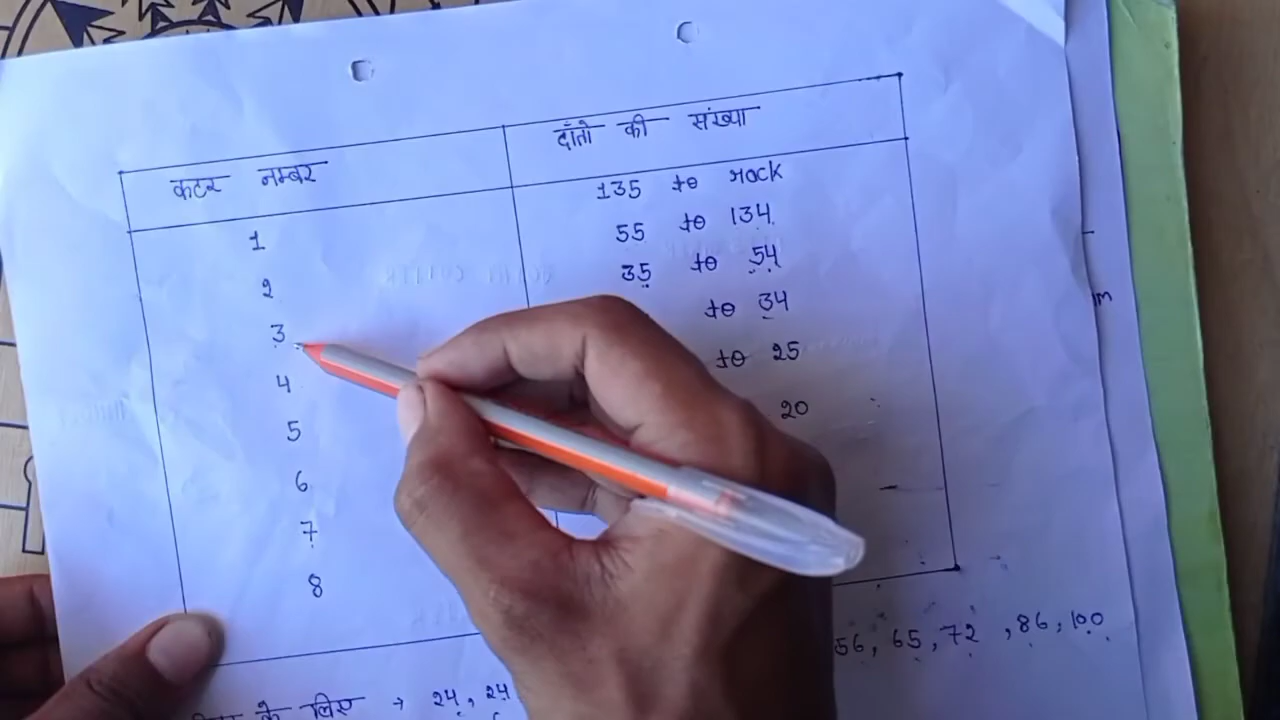 कटर नम्बर दाँतो की संख्या
1 135 to rack
2 55 to 134
3 35 to 54
4 to 34
5 to 25
6 20
7
8
56, 65, 72, 86, 100
के लिए → 24, 24